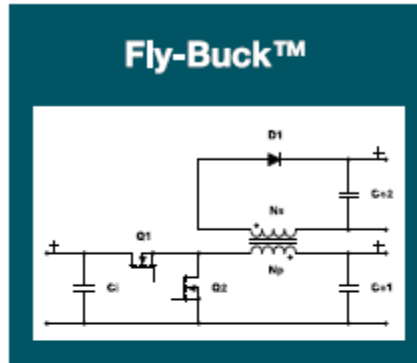 Fly-Buck™
D1
+
Co2
Ns
+
Q1
+
Np
Ci
Q2
Co1